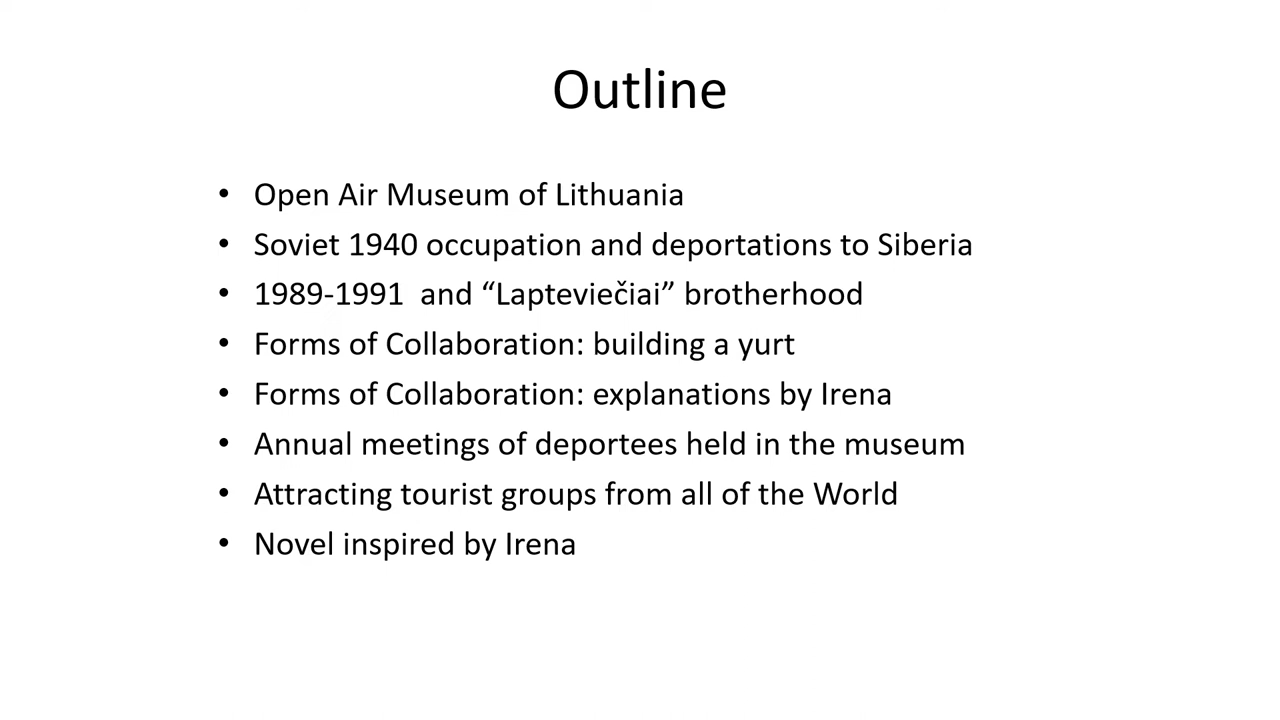 Outline
• Open Air Museum of Lithuania
• Soviet 1940 occupation and deportations to Siberia
• 1989-1991  and “Lapteviečiai” brotherhood
• Forms of Collaboration: building a yurt
• Forms of Collaboration: explanations by Irena
• Annual meetings of deportees held in the museum
• Attracting tourist groups from all of the World
• Novel inspired by Irena